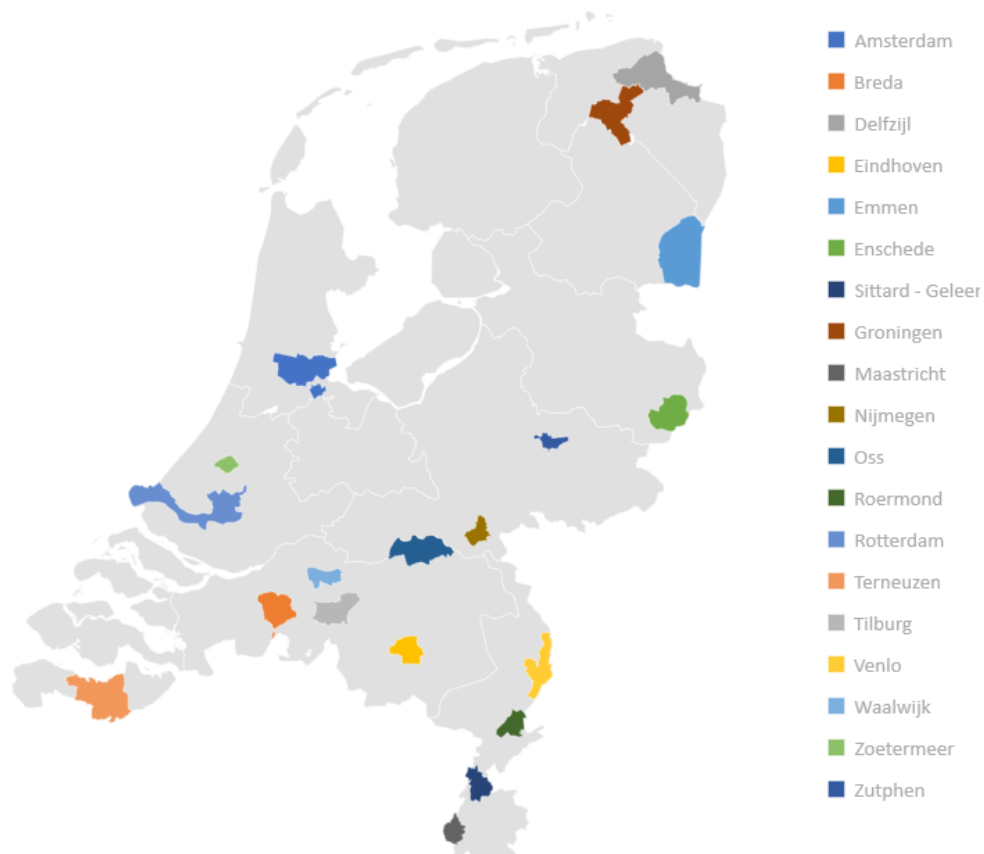 Amsterdam
Breda
Delfzijl
Eindhoven
Emmen
Enschede
Sittard - Geleer
Groningen
Maastricht
Nijmegen
Oss
Roermond
Rotterdam
Terneuzen
Tilburg
Venlo
Waalwijk
Zoetermeer
Zutphen